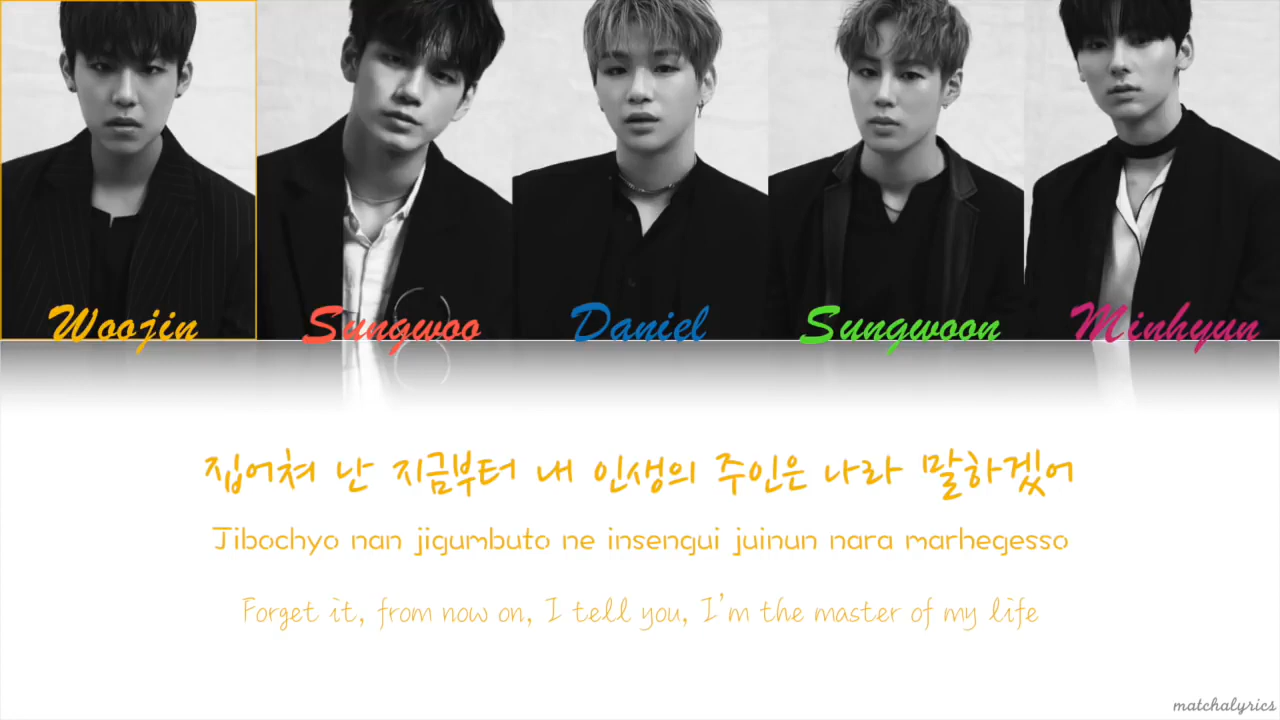 Woojin Sungwoo Daniel Sungwoon Minhyun
집어쳐 난 지금부터 내 인생의 주인은 나라 말하겠어
Jibochyo nan jigumbuto ne insengui juinun nara marhegesso
Forget it, from now on, I tell you, I'm the master of my life
matchalyrics